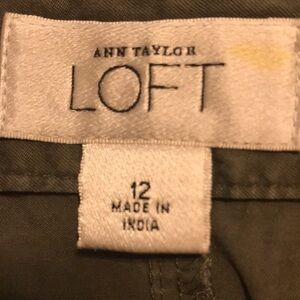 ANN TAYLOR
LOFT
12
MADE IN
INDIA